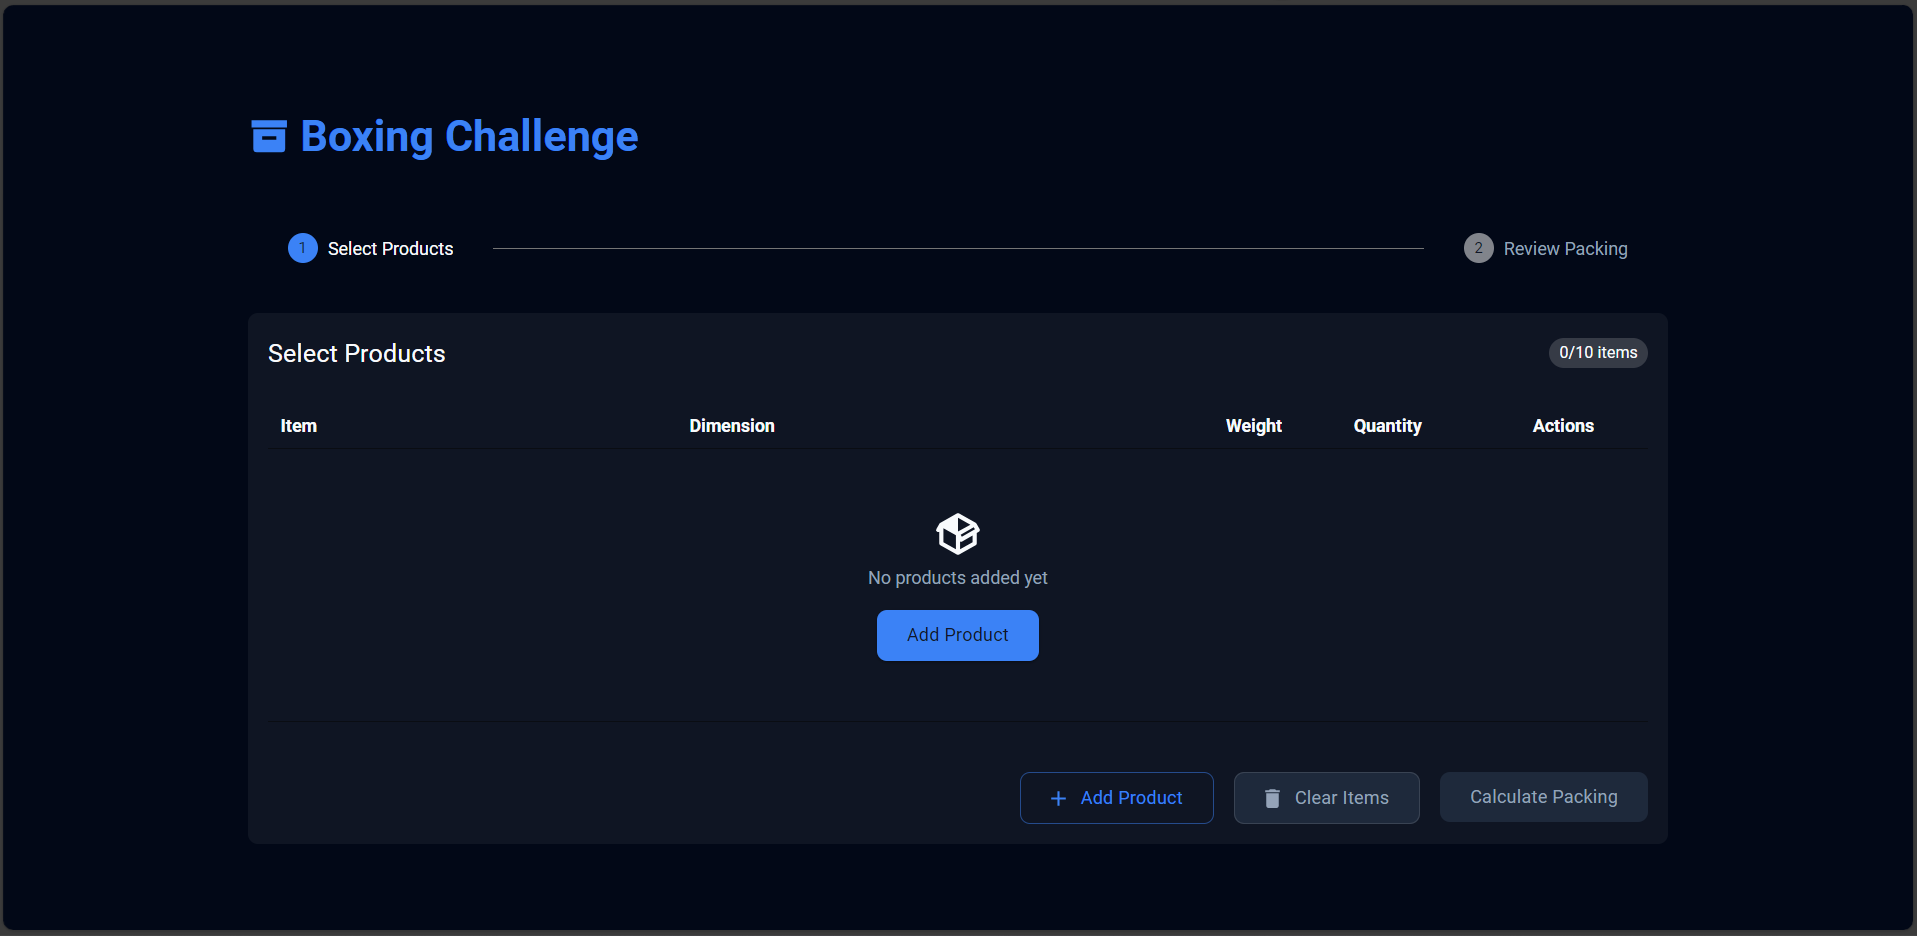 Boxing Challenge
1 Select Products
2 Review Packing
Select Products
0/10 items
Item Dimension Weight Quantity Actions
No products added yet
Add Product
+ Add Product
Clear Items
Calculate Packing